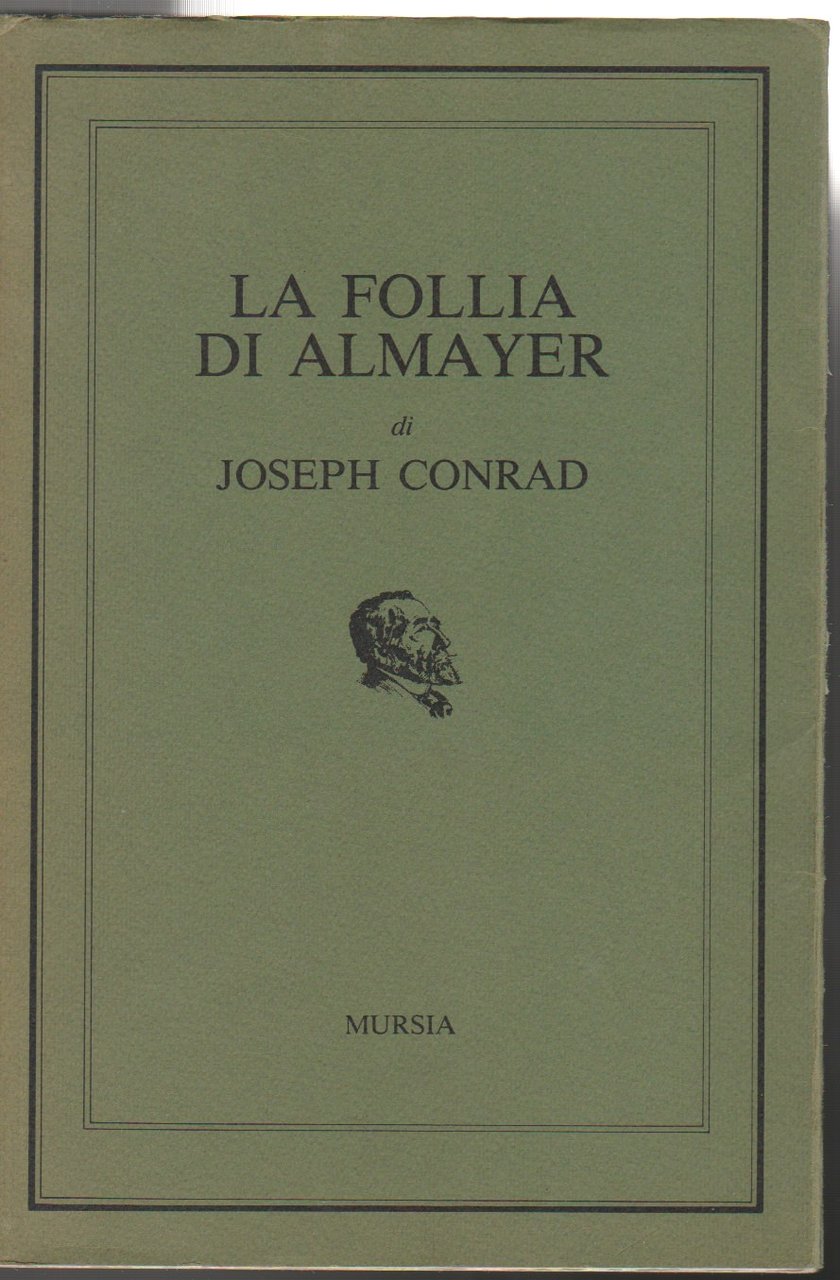 LA FOLLIA
DI ALMAYER
di
JOSEPH CONRAD
MURSIA